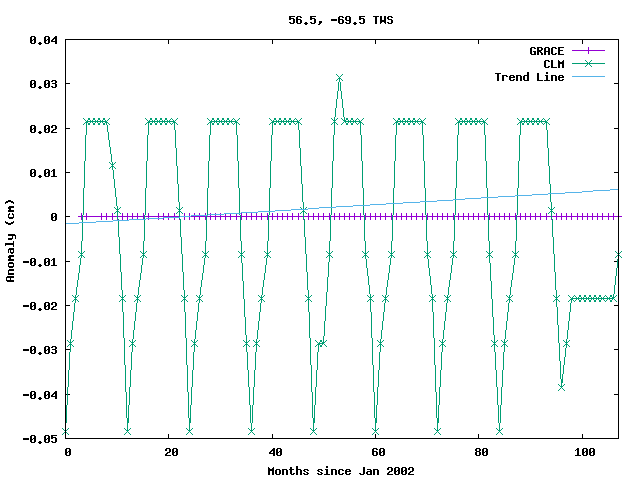 56.5, -69.5 TWS
GRACE
CLM
Trend Line
0.04
0.03
0.02
0.01
0
-0.01
-0.02
-0.03
-0.04
-0.05
Anomaly (cm)
0 20 40 60 80 100
Months since Jan 2002